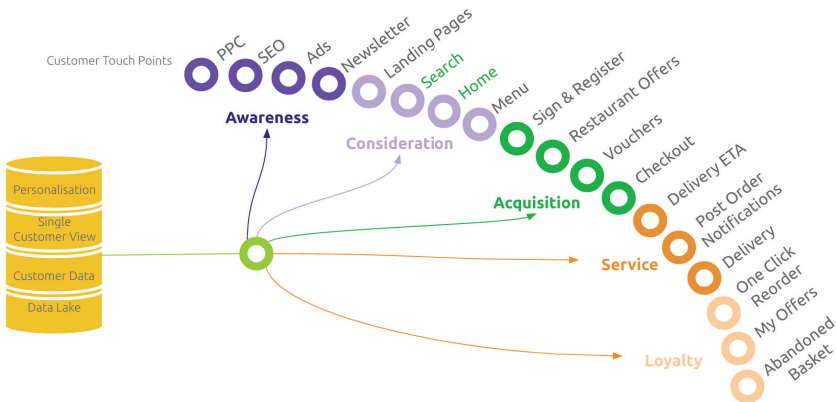 Customer Touch Points
PPC
SEO
Ads
Newsletter
Landing Pages
Search
Home
Menu
Sign & Register
Restaurant Offers
Vouchers
Checkout
Delivery ETA
Post Order
Notifications
Delivery
One Click
Reorder
My Offers
Abandoned
Basket
Awareness
Consideration
Acquisition
Service
Loyalty
Personalisation
Single
Customer View
Customer Data
Data Lake